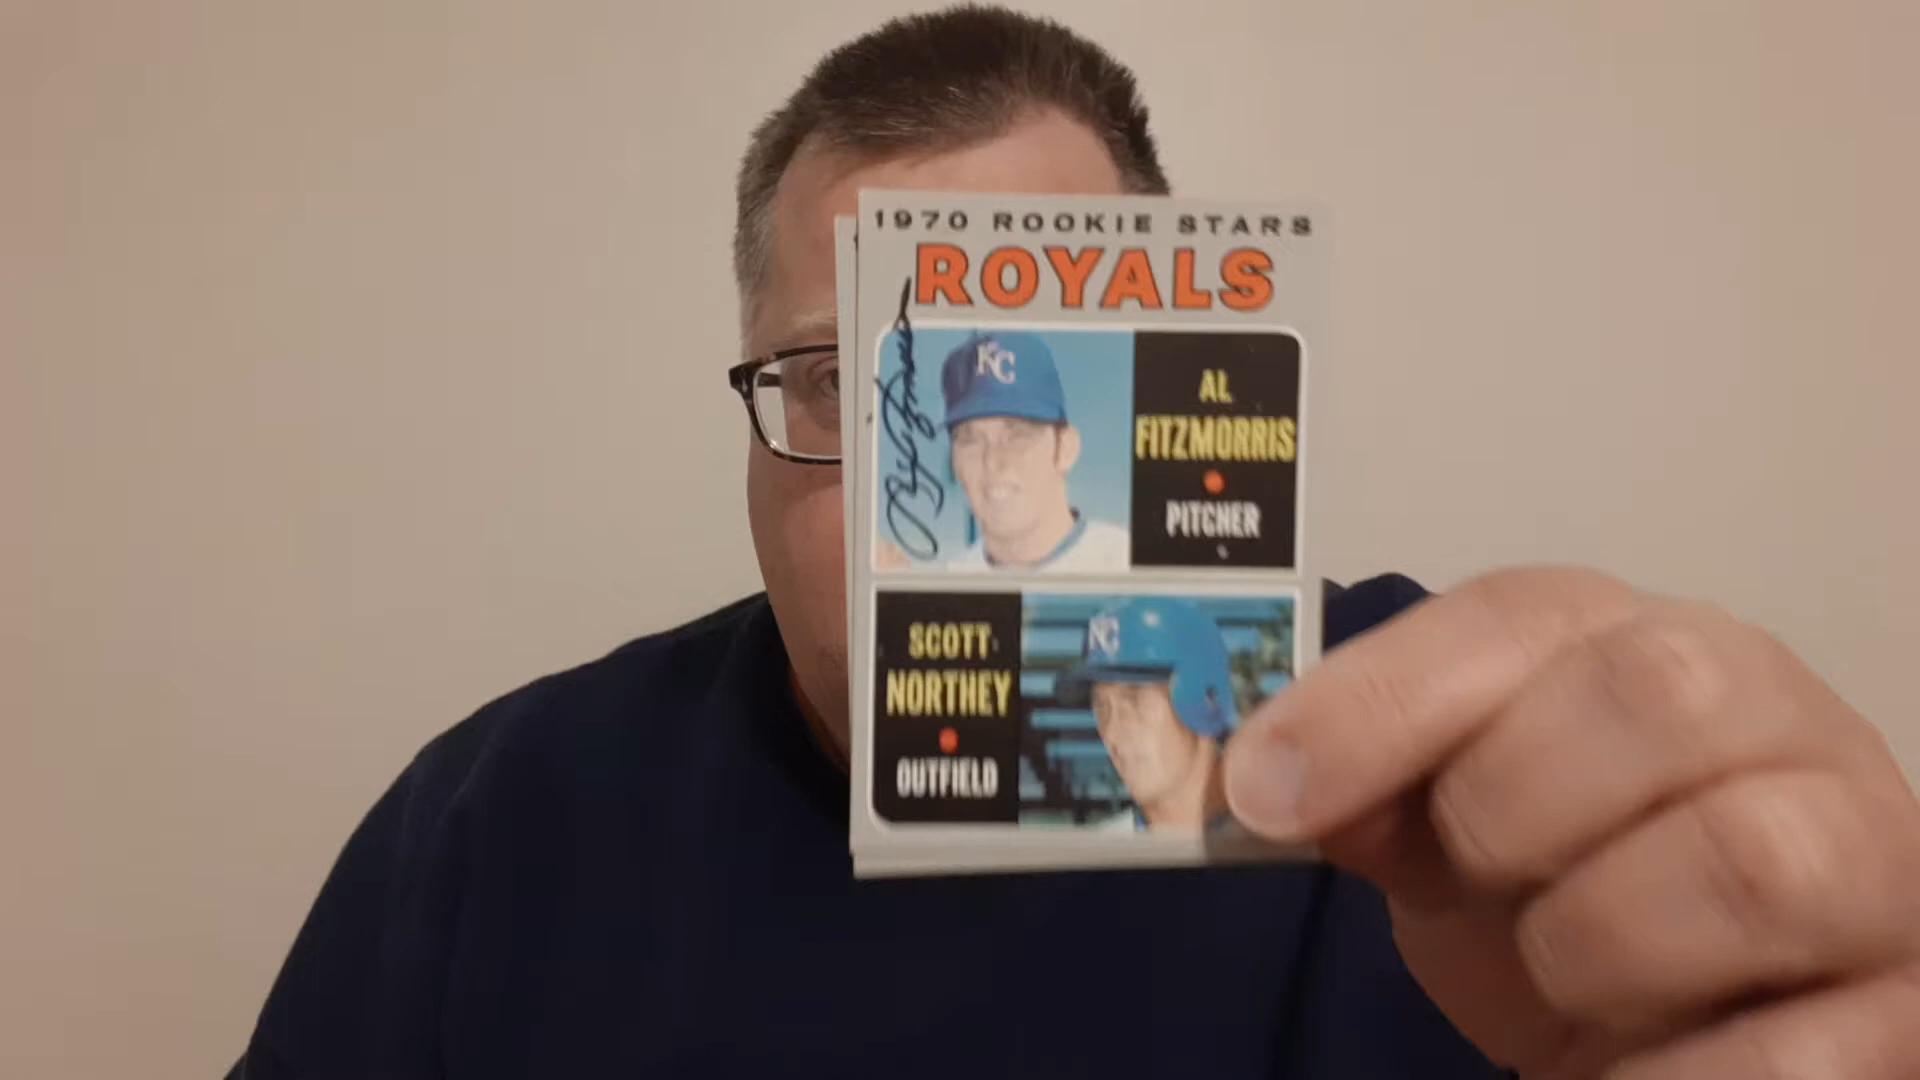 1970 ROOKIE STARS
ROYALS
KC
AL
FITZMORRIS
PITCHER
SCOTT
NORTHEY
OUTFIELD
KC